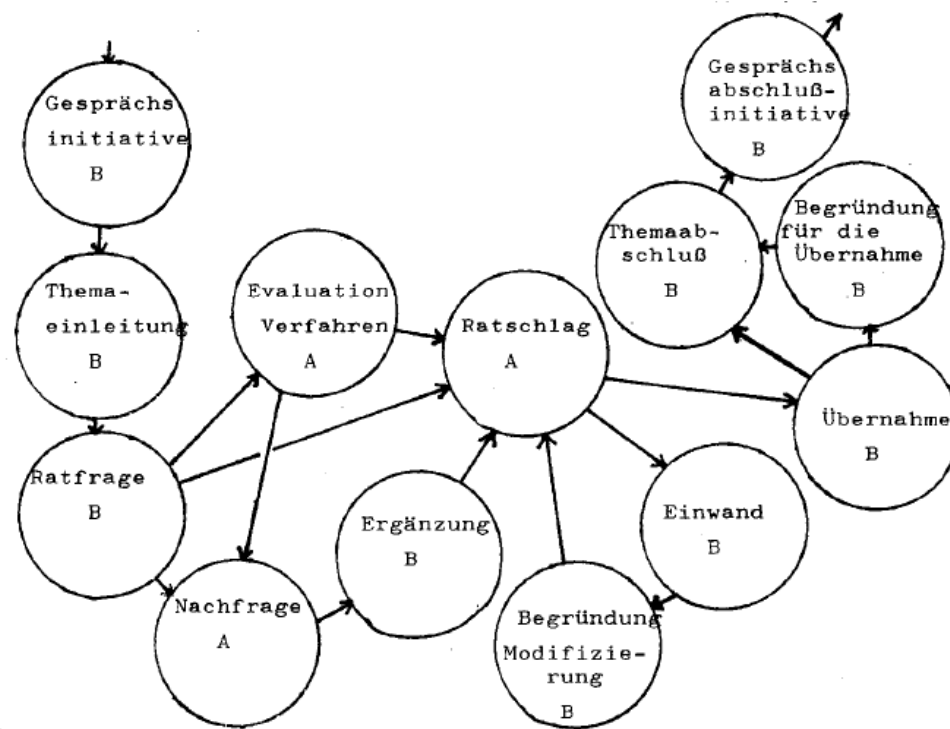 Gesprächs
initiative
B
Thema-
einleitung
B
Ratfrage
B
Evaluation
Verfahren
A
Nachfrage
A
Ergänzung
B
Ratschlag
A
Einwand
B
Begründung
Modifizie-
rung
B
Übernahme
B
Begründung
für die
Übernahme
B
Themaab-
schluß
B
Gesprächs
abschluß-
initiative
B